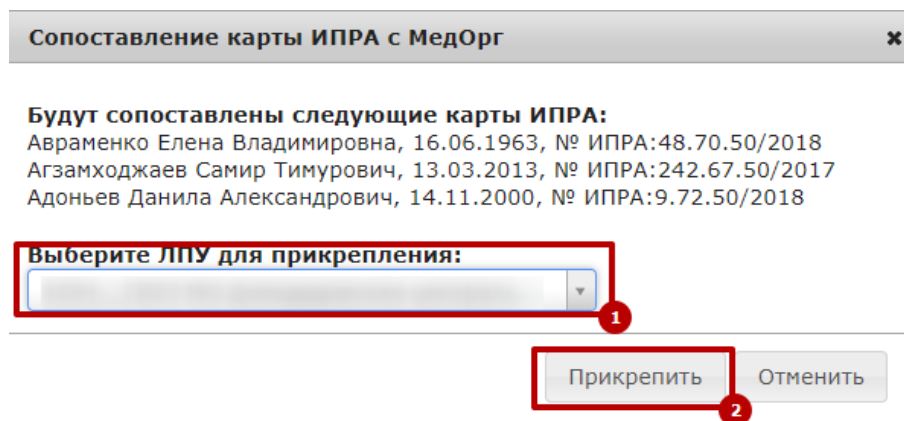 Сопоставление карты ИПРА с МедОрг
Будут сопоставлены следующие карты ИПРА:
Авраменко Елена Владимировна, 16.06.1963, № ИПРА:48.70.50/2018
Агзамходжаев Самир Тимурович, 13.03.2013, № ИПРА:242.67.50/2017
Адоньев Данила Александрович, 14.11.2000, № ИПРА:9.72.50/2018
Выберите ЛПУ для прикрепления:
1
Прикрепить Отменить
2